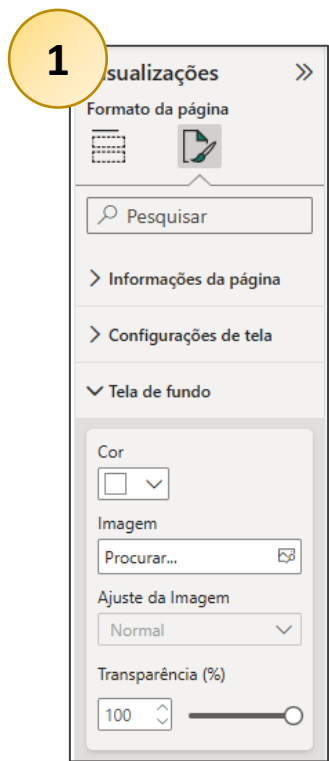 1
isualizações
Formato da página
Pesquisar
Informações da página
Configurações de tela
Tela de fundo
Cor
Imagem
Procurar...
Ajuste da Imagem
Normal
Transparência (%)
100